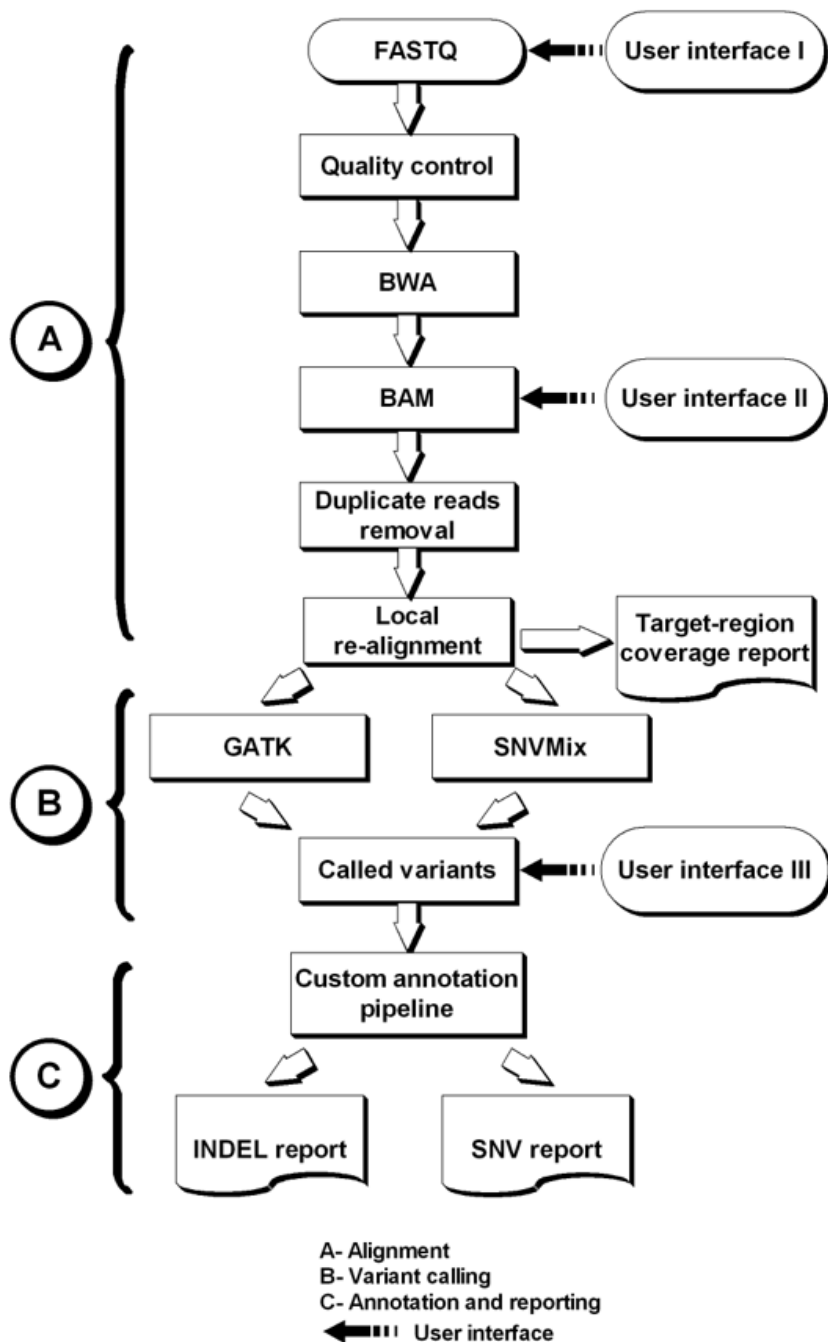 FASTQ
User interface I
Quality control
BWA
A
BAM
User interface II
Duplicate reads
removal
Local
re-alignment
Target-region
coverage report
GATK
SNVMix
B
Called variants
User interface III
Custom annotation
pipeline
C
INDEL report
SNV report
A- Alignment
B- Variant calling
C- Annotation and reporting
User interface